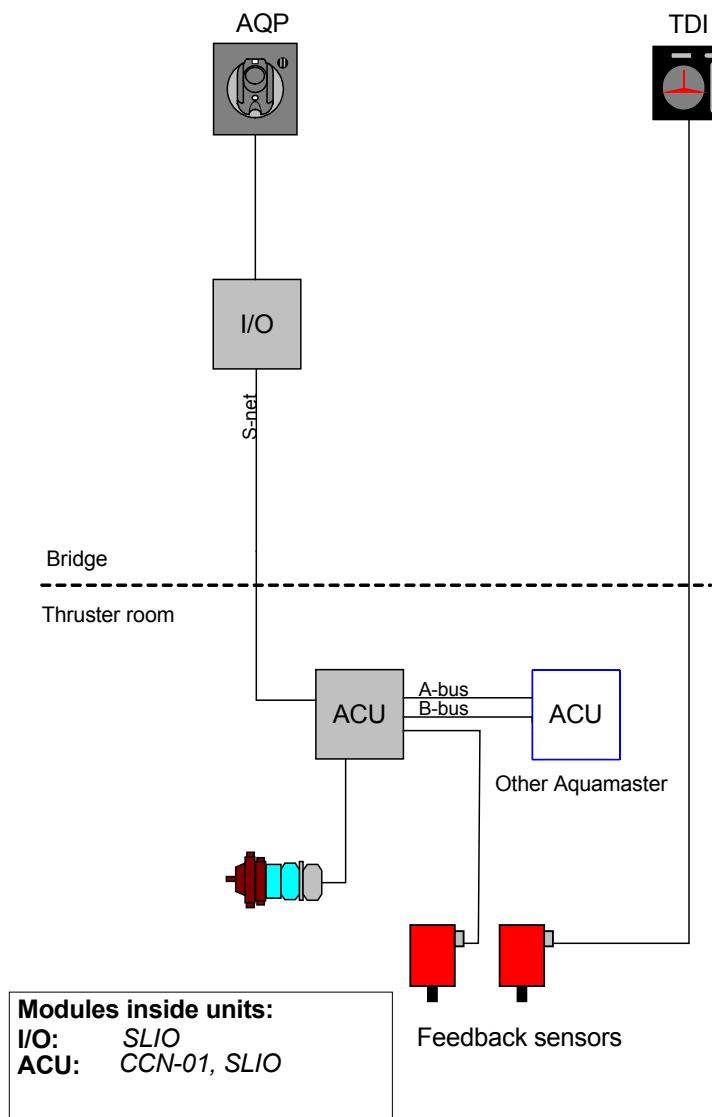 AQP
TDI
I/O
S-net
Bridge
Thruster room
ACU
A-bus
B-bus
ACU
Other Aquamaster
Feedback sensors
Modules inside units:
I/O: SLIO
ACU: CCN-01, SLIO